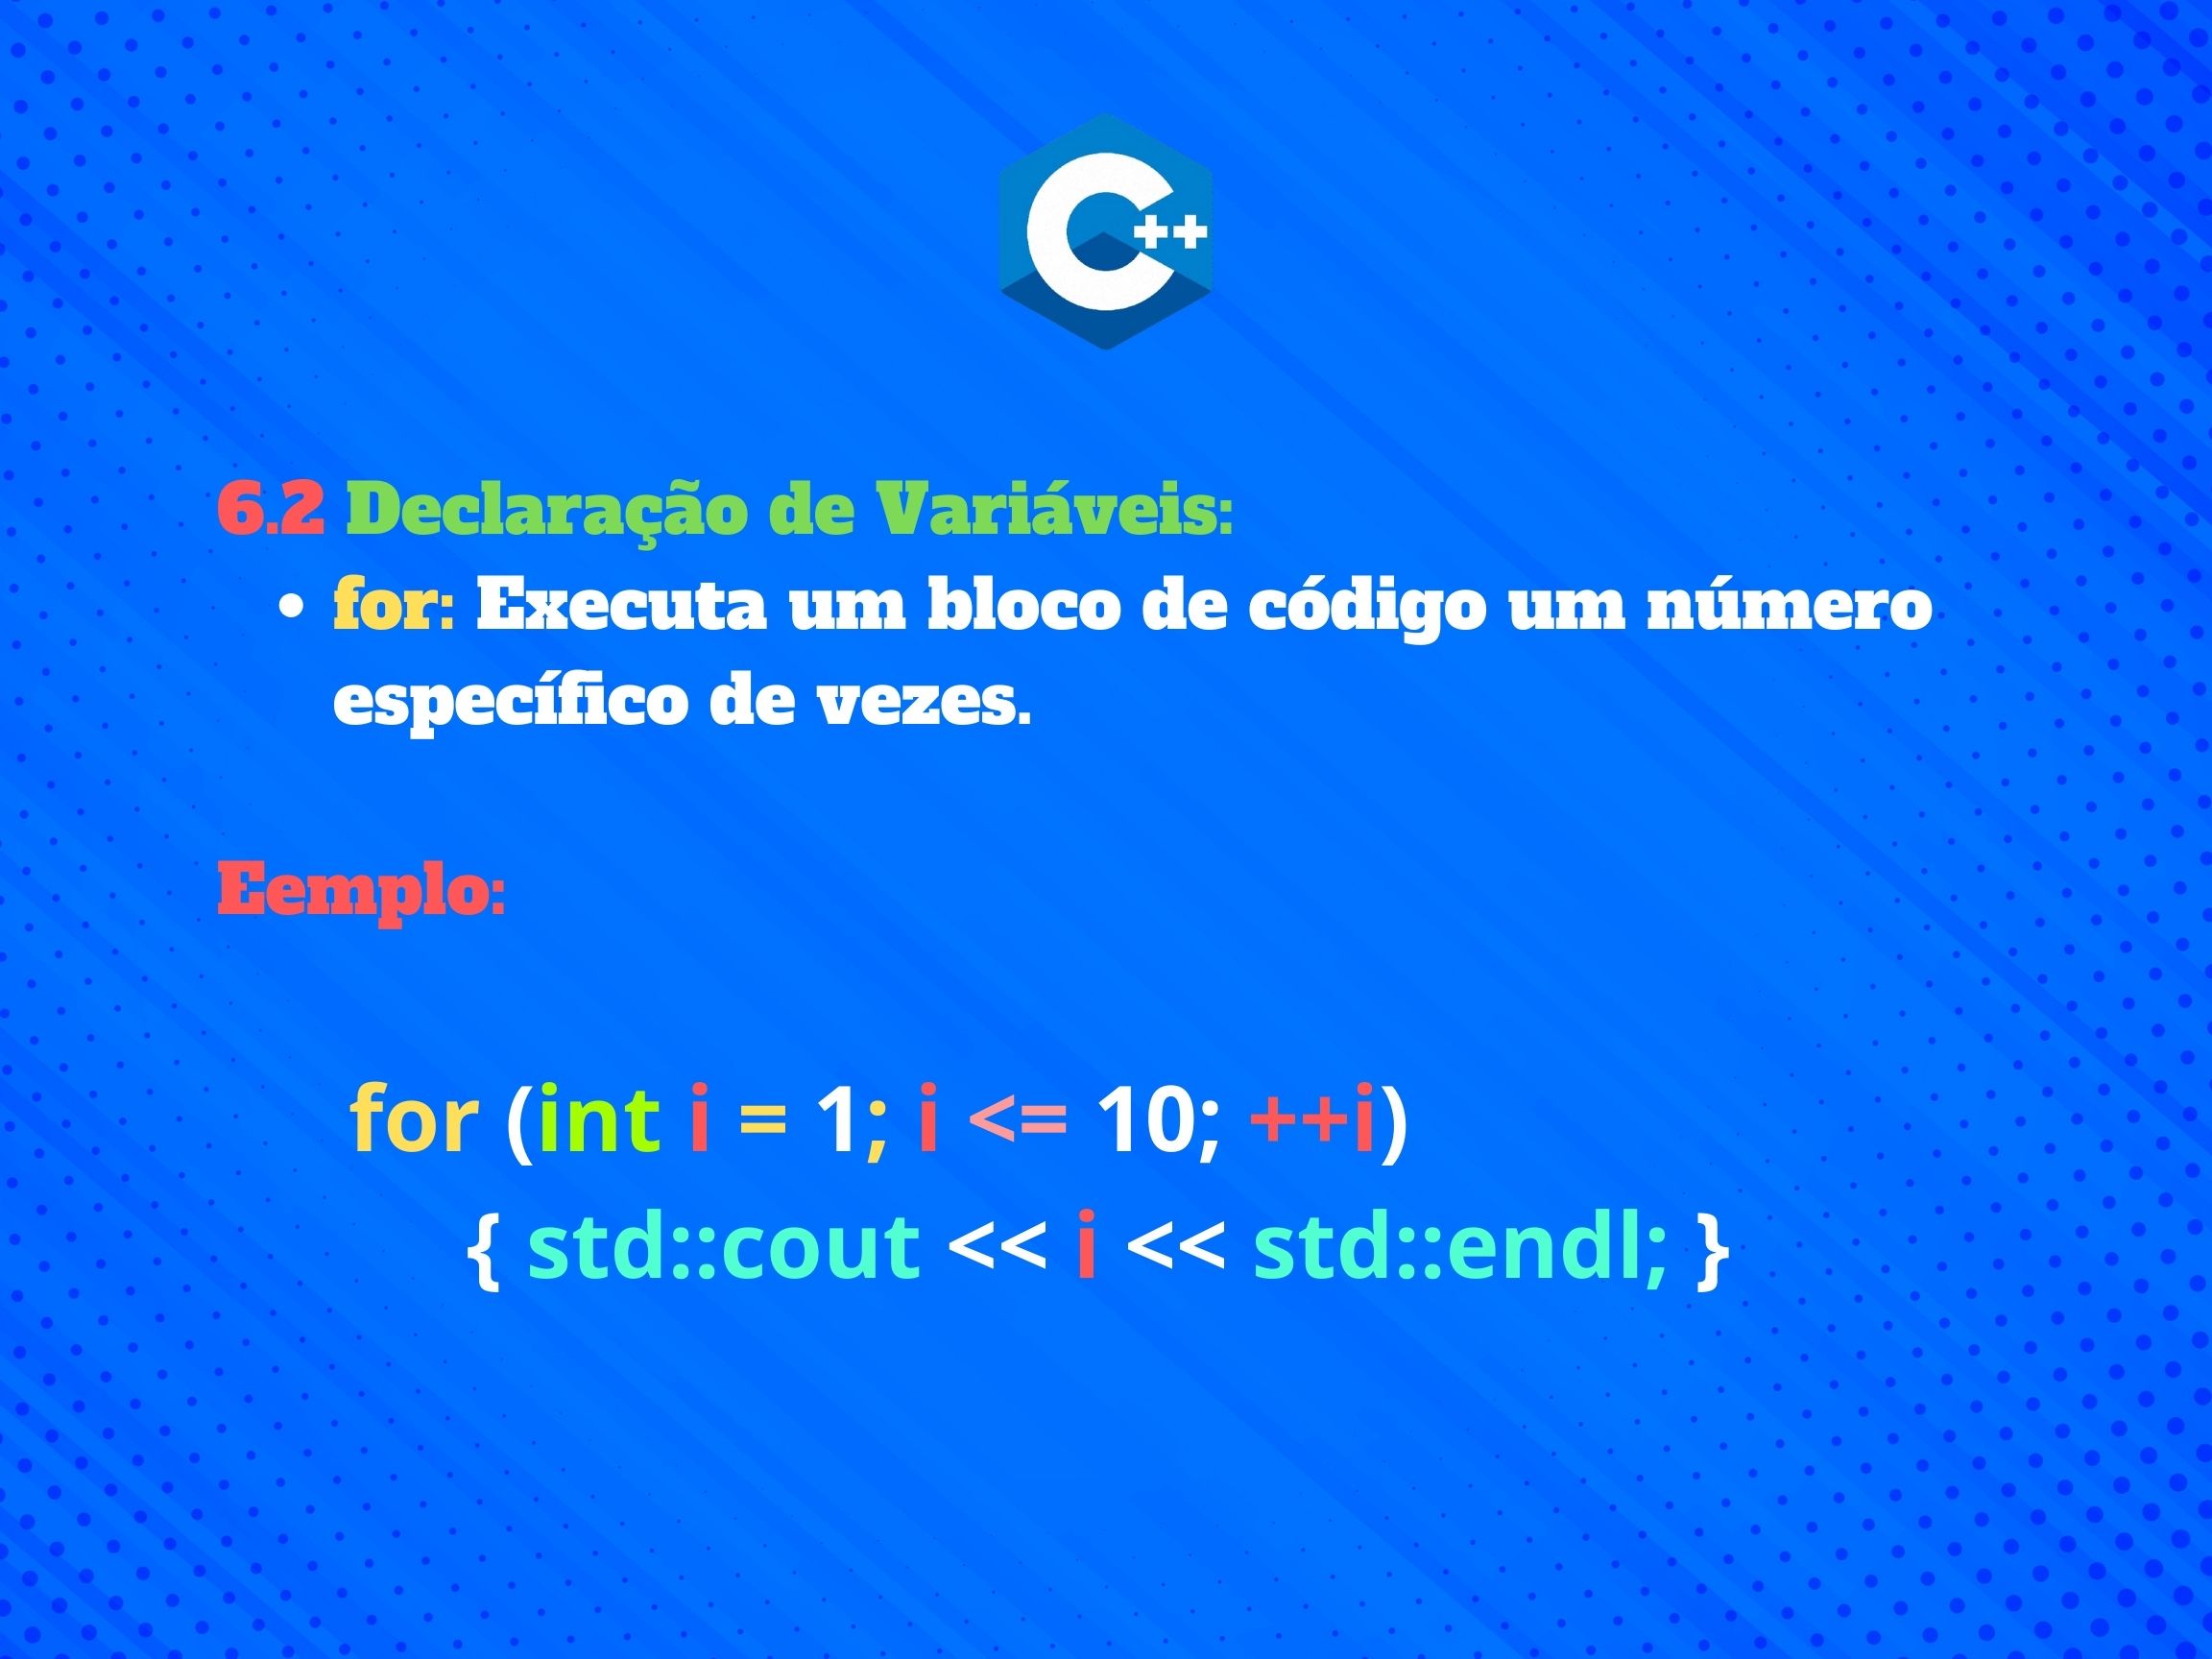 C++
6.2 Declaração de Variáveis:
• for: Executa um bloco de código um número
específico de vezes.
Eemplo:
for (int i = 1; i <= 10; ++i)
{ std::cout << i << std::endl; }